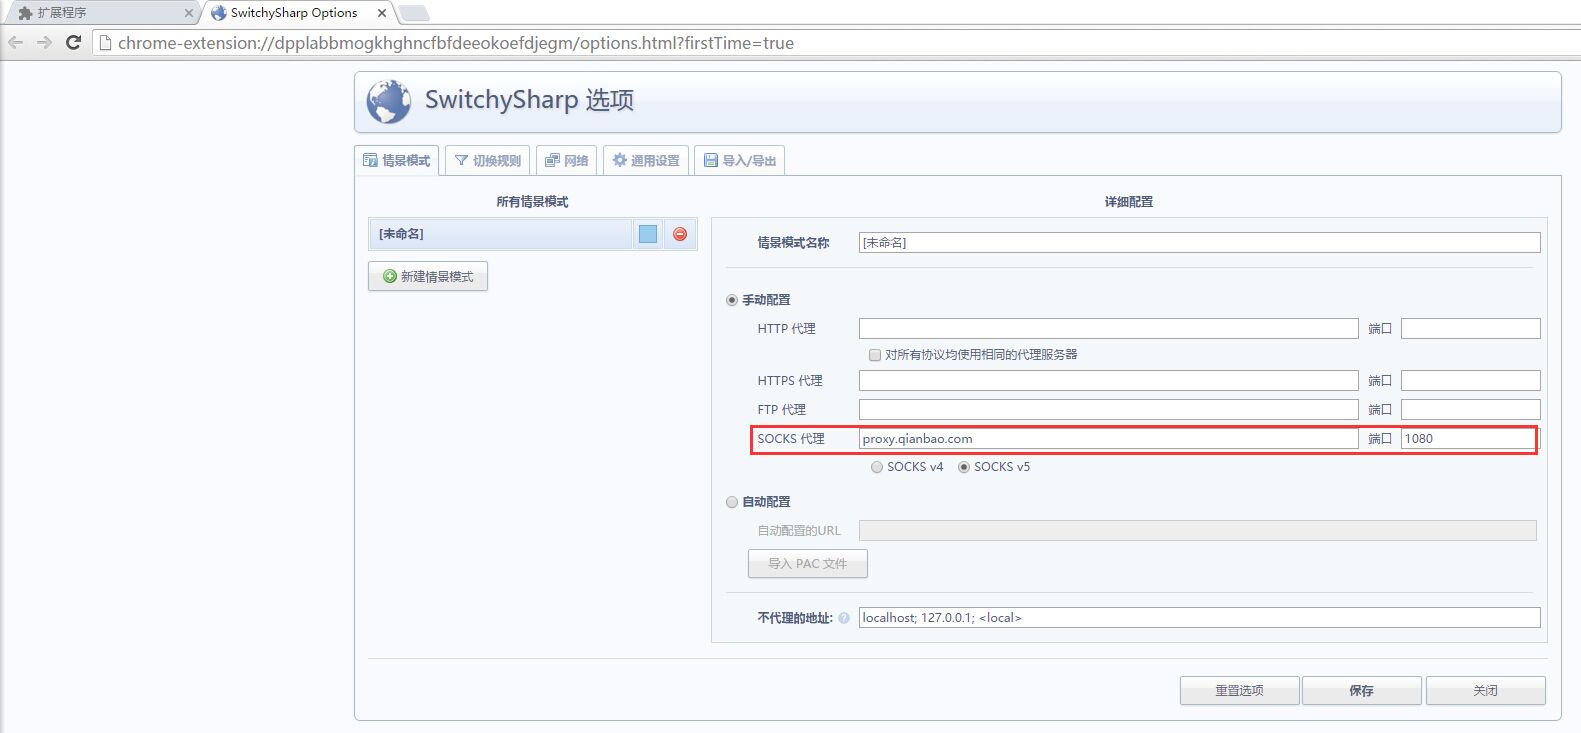 扩展程序
SwitchySharp Options
chrome-extension://dpplabbmogkhghncfbfdeeokoefdjegm/options.html?firstTime=true
SwitchySharp 选项
情景模式 切换规则 网络 通用设置 导入/导出
所有情景模式
[未命名]
新建情景模式
详细配置
情景模式名称 [未命名]
手动配置
HTTP 代理 端口
对所有协议均使用相同的代理服务器
HTTPS 代理 端口
FTP 代理 端口
SOCKS 代理 proxy.qianbao.com 端口 1080
SOCKS v4 SOCKS v5
自动配置
自动配置的URL
导入 PAC 文件
不代理的地址: ? localhost; 127.0.0.1; <local>
重置选项 保存 关闭